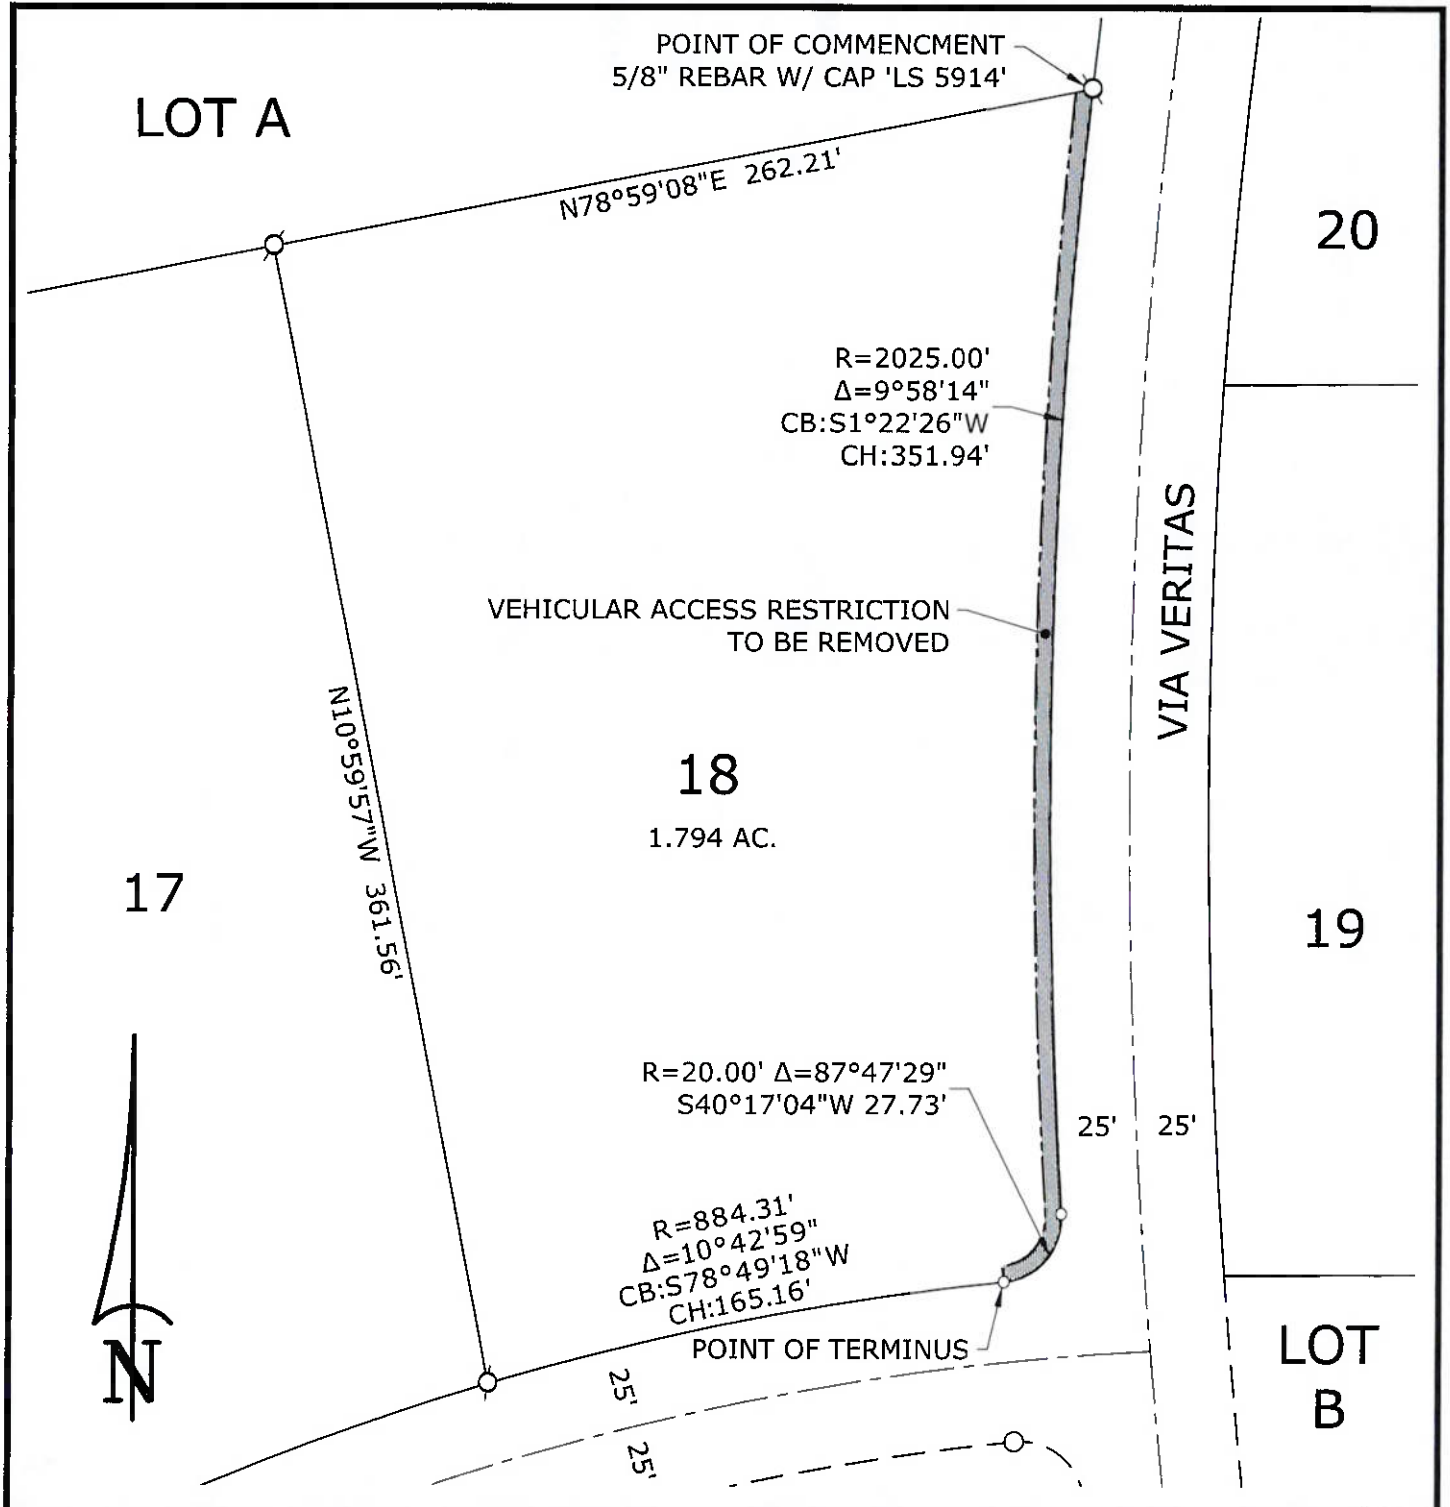 POINT OF COMMENCMENT
5/8" REBAR W/ CAP 'LS 5914'
LOT A
N78°59'08"E 262.21'
20
R=2025.00'
Δ=9°58'14"
CB:S1°22'26"W
CH:351.94'
VIA VERITAS
VEHICULAR ACCESS RESTRICTION
TO BE REMOVED
N10°59'57"W 361.56'
18
1.794 AC.
17
19
R=20.00' Δ=87°47'29"
S40°17'04"W 27.73'
25' 25'
R=884.31'
Δ=10°42'59"
CB:S78°49'18"W
CH:165.16'
POINT OF TERMINUS
LOT
B
N
25'
25'